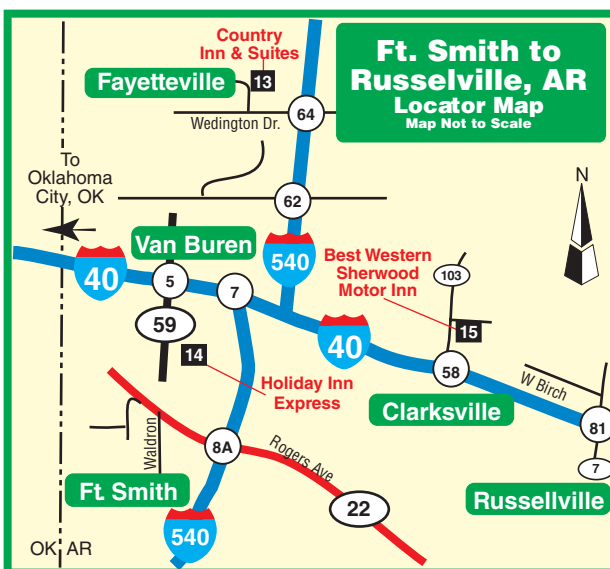 Country
Inn & Suites
13
Fayetteville
Ft. Smith to
Russelville, AR
Locator Map
Map Not to Scale
64
Wedington Dr.
To
Oklahoma
City, OK
62
N
Van Buren
540
Best Western
Sherwood
Motor Inn
103
40
5
7
59
15
40
14
58
Holiday Inn
Express
W Birch
Clarksville
81
Waldron
8A
Rogers Ave
7
Ft. Smith
22
Russellville
540
OK AR